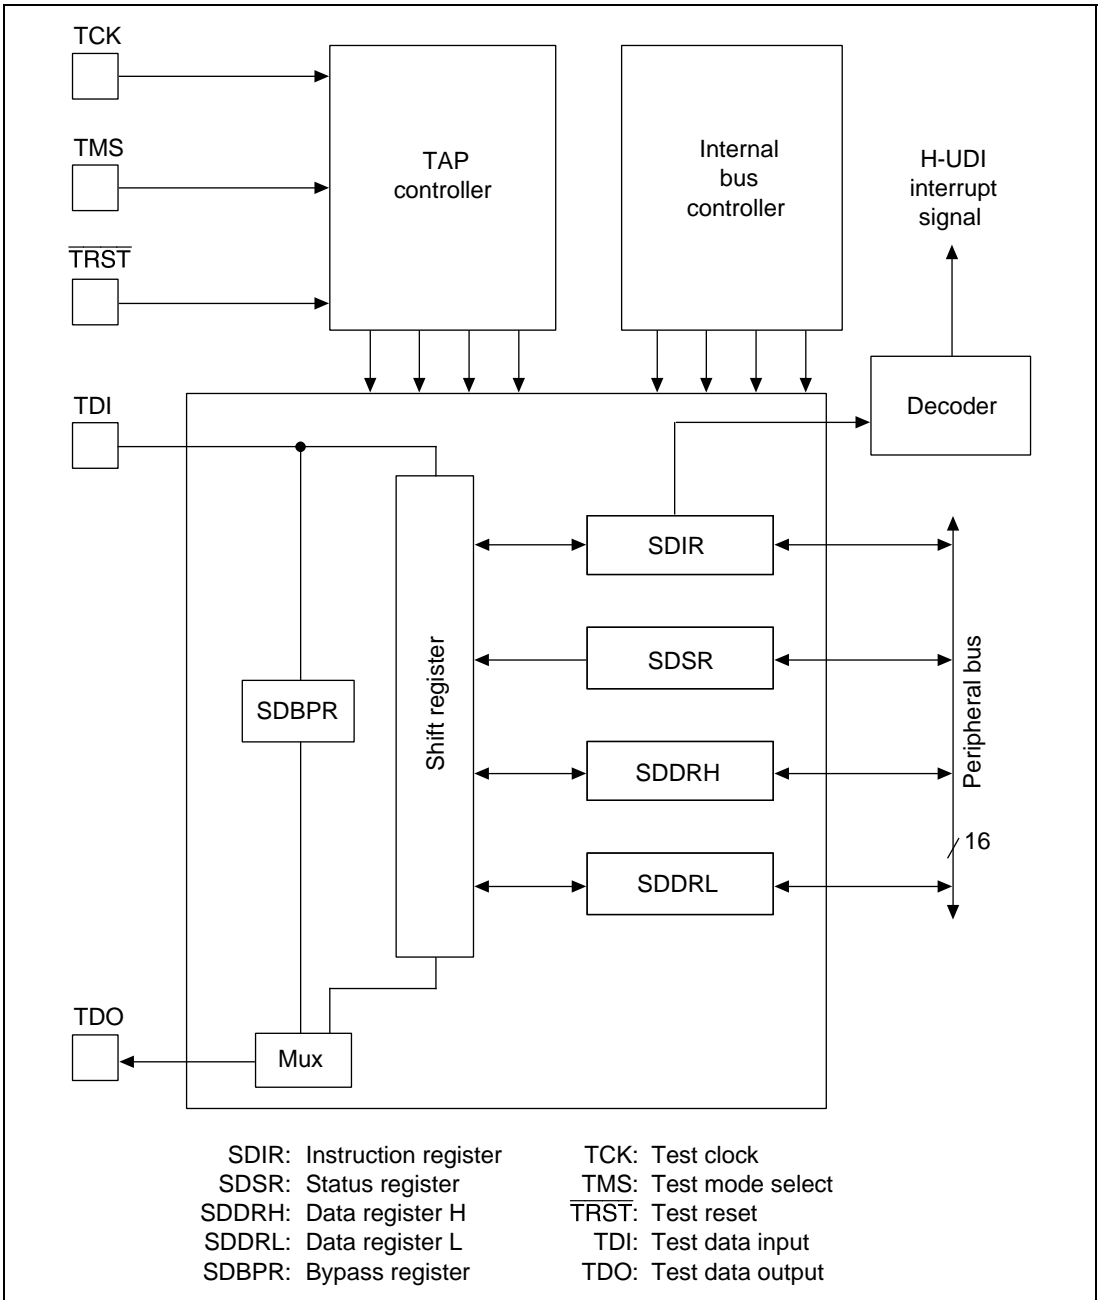 TCK
TMS
TRST
TDI
TDO
TAP
controller
Internal
bus
controller
H-UDI
interrupt
signal
Decoder
SDIR
SDSR
SDDRH
SDDRL
SDBPR
Shift register
Peripheral bus
16
Mux
SDIR: Instruction register
SDSR: Status register
SDDRH: Data register H
SDDRL: Data register L
SDBPR: Bypass register
TCK: Test clock
TMS: Test mode select
TRST: Test reset
TDI: Test data input
TDO: Test data output